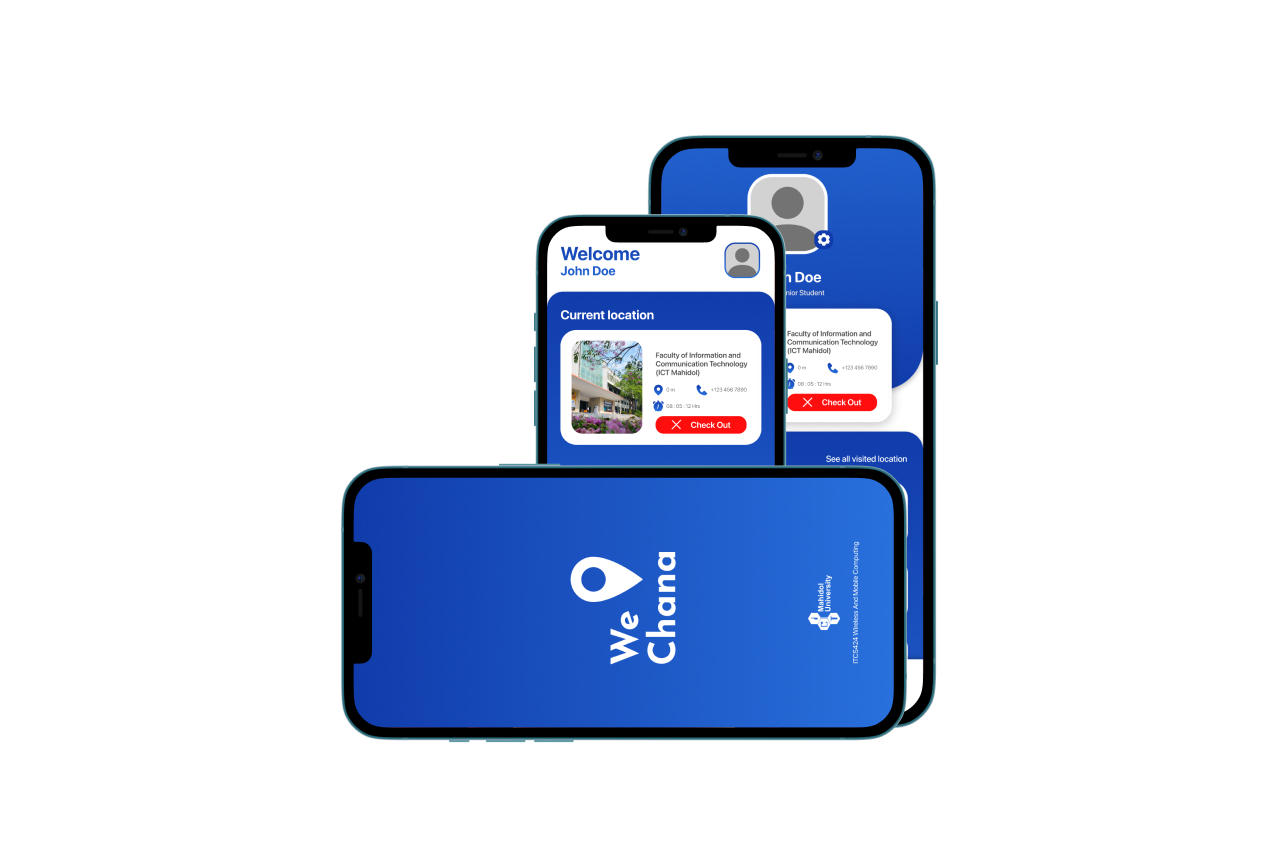 Welcome
John Doe
Current location
Faculty of Information and
Communication Technology
(ICT Mahidol)
0 m
+123 456 7890
08 : 05 : 12 Hrs
Check Out
n Doe
nior Student
Faculty of Information and
Communication Technology
(ICT Mahidol)
0 m
+123 456 7890
08 : 05 : 12 Hrs
Check Out
See all visited location
We
Chana
Mahidol
University
ITCS424 Wireless And Mobile Computing